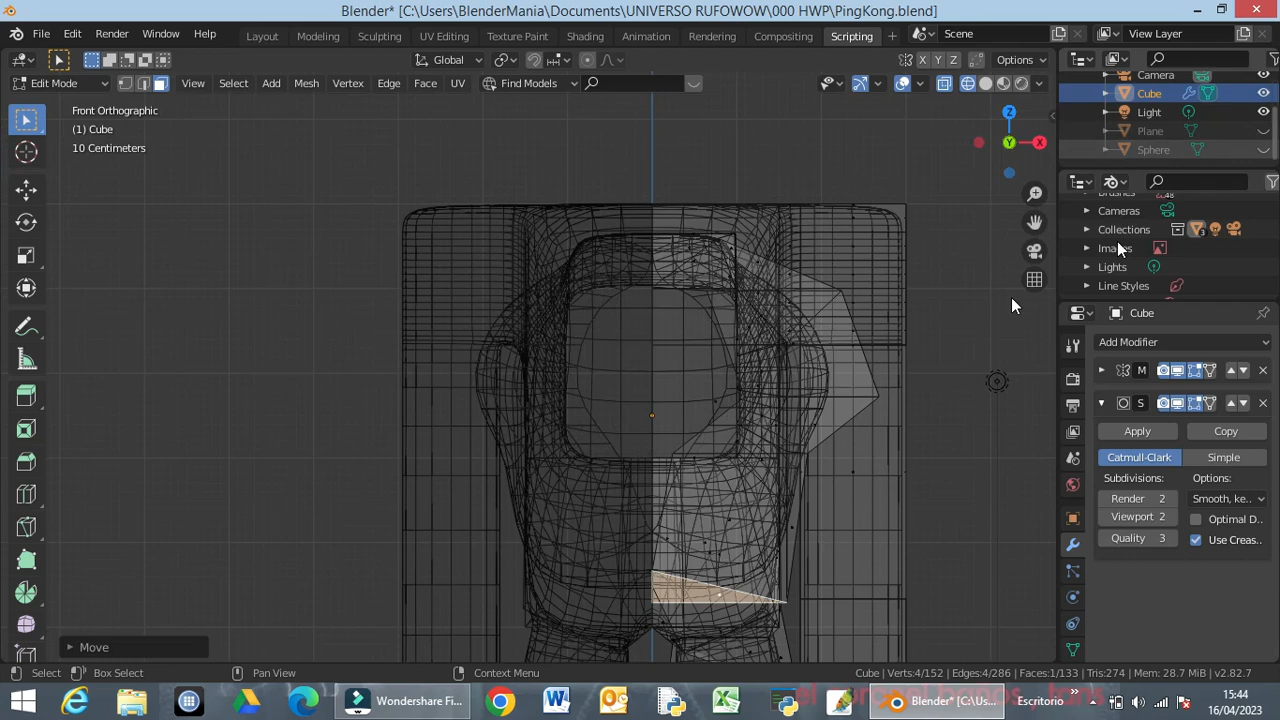 Blender* [C:\Users\BlenderMania\Documents\UNIVERSO RUFOWOW\000 HWP\PingKong.blend]
File Edit Render Window Help Layout Modeling Sculpting UV Editing Texture Paint Shading Animation Rendering Compositing Scripting + Scene View Layer
Global X Y Z Options
Edit Mode View Select Add Mesh Vertex Edge Face UV Find Models
Camera
Cube
Light
Plane
Sphere
Front Orthographic
(1) Cube
10 Centimeters
Z
Y
X
Brushes
Cameras
Collections
Images
Lights
Line Styles
Cube
Add Modifier
M
S
Apply Copy
Catmull-Clark Simple
Subdivisions: Options:
Render 2 Smooth, ke..
Viewport 2 Optimal D..
Quality 3 Use Creas..
Move
Select Box Select Pan View Context Menu Cube | Verts:4/152 | Edges:4/286 | Faces:1/133 | Tris:274 | Mem: 28.7 MiB | v2.82.7
Wondershare Fi... Blender* [C:\Us... Escritorio
15:44
16/04/2023